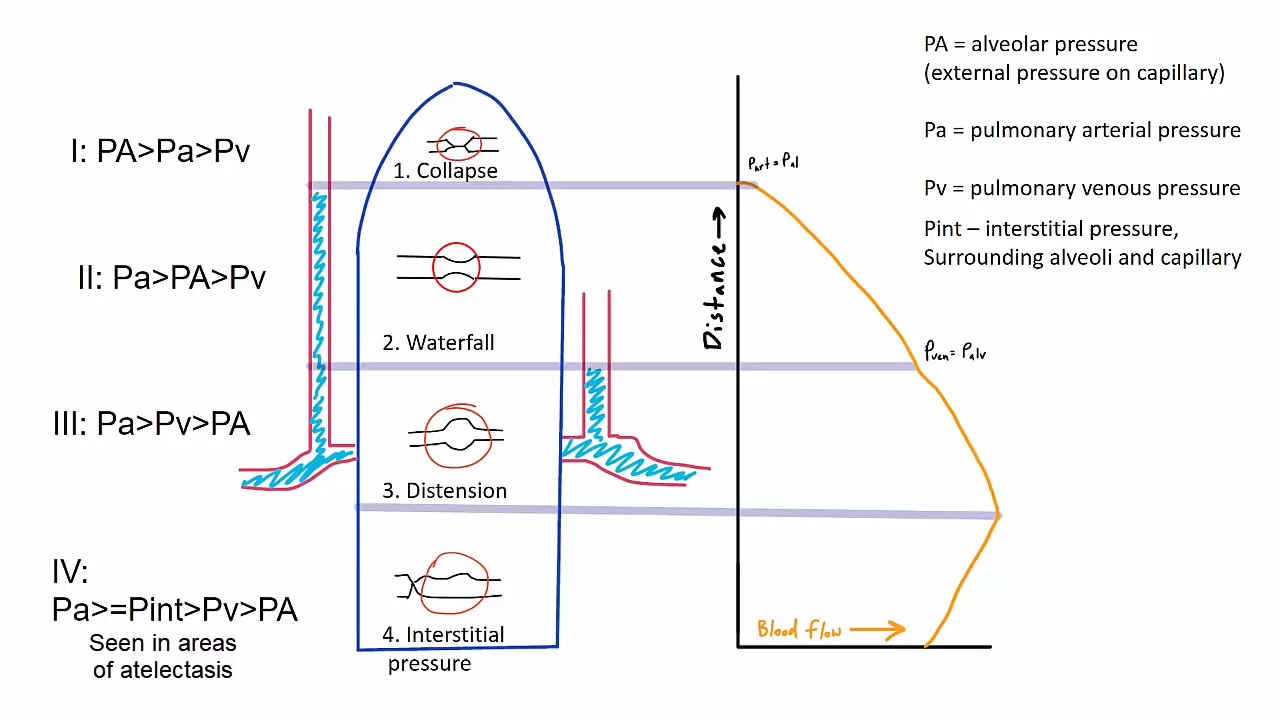 I: PA>Pa>Pv
II: Pa>PA>Pv
III: Pa>Pv>PA
IV:
Pa>=Pint>Pv>PA
Seen in areas
of atelectasis
1. Collapse
2. Waterfall
3. Distension
4. Interstitial
pressure
Distance →
Part = Pal
Pven = Palv
Blood flow →
PA = alveolar pressure
(external pressure on capillary)
Pa = pulmonary arterial pressure
Pv = pulmonary venous pressure
Pint – interstitial pressure,
Surrounding alveoli and capillary